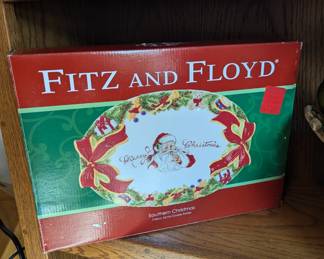 FITZ AND FLOYD®
Merry Christmas
Southern Christmas